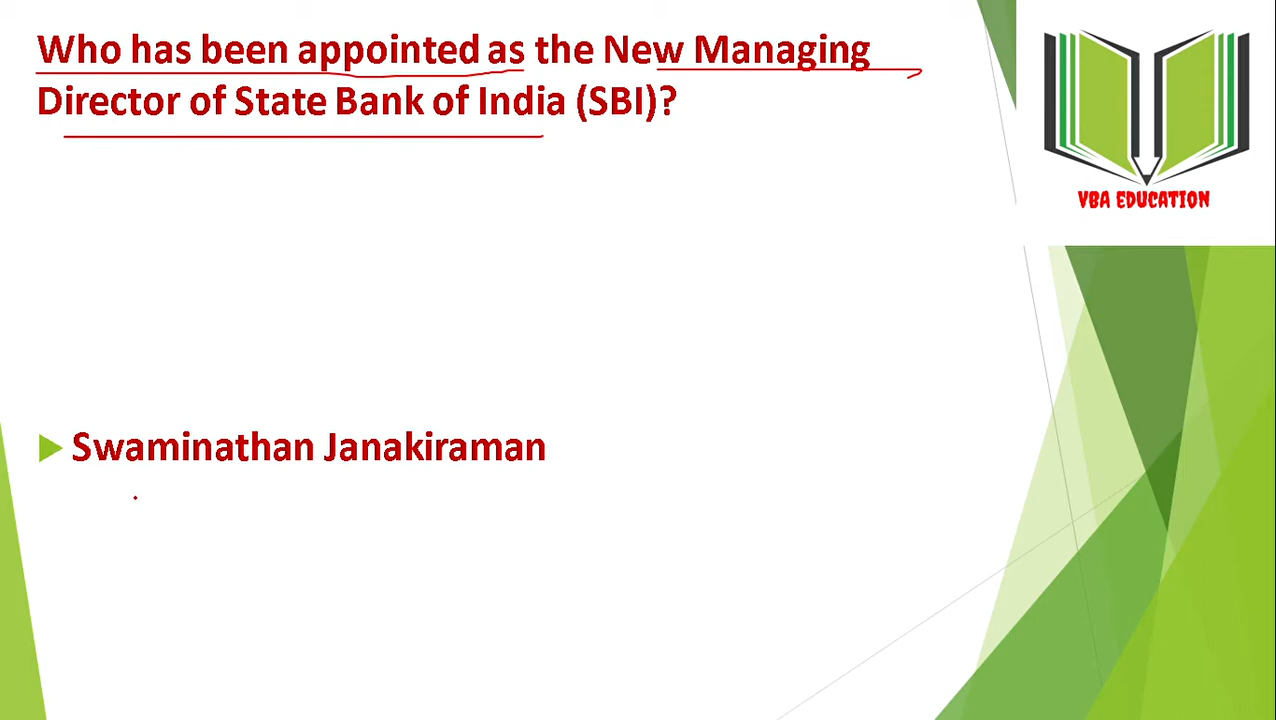 Who has been appointed as the New Managing
Director of State Bank of India (SBI)?
VBA EDUCATION
Swaminathan Janakiraman